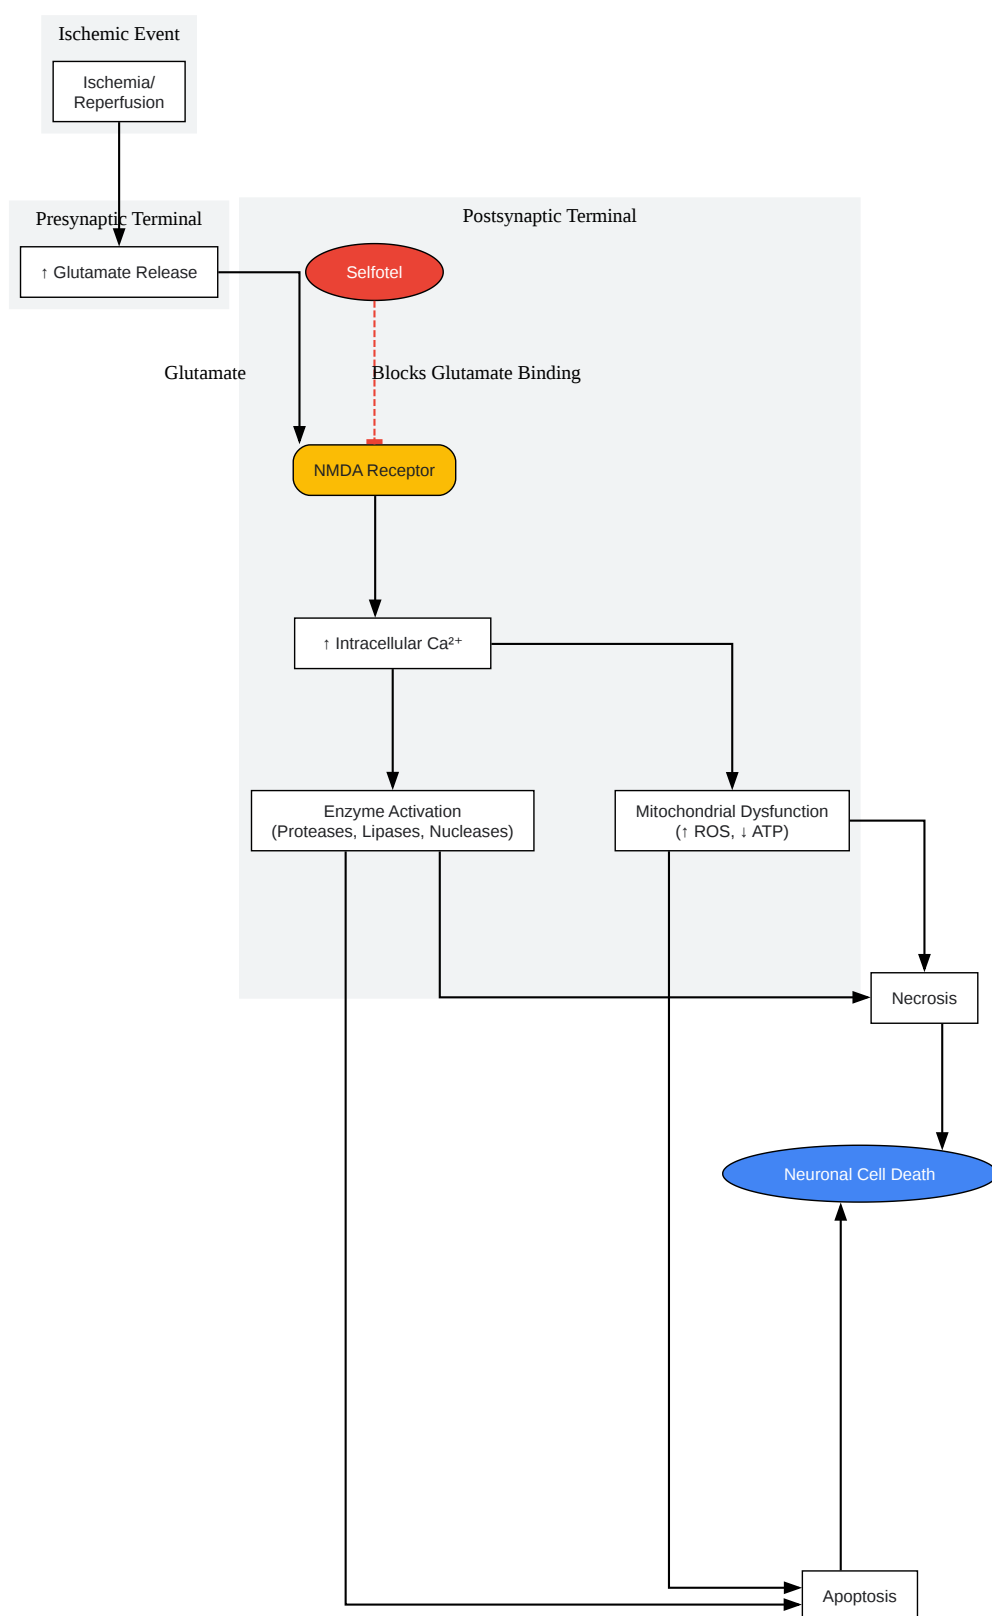 Ischemic Event
Ischemia/
Reperfusion
Presynaptic Terminal
↑ Glutamate Release
Postsynaptic Terminal
Selfotel
Glutamate
Blocks Glutamate Binding
NMDA Receptor
↑ Intracellular Ca²⁺
Enzyme Activation
(Proteases, Lipases, Nucleases)
Mitochondrial Dysfunction
(↑ ROS, ↓ ATP)
Necrosis
Neuronal Cell Death
Apoptosis